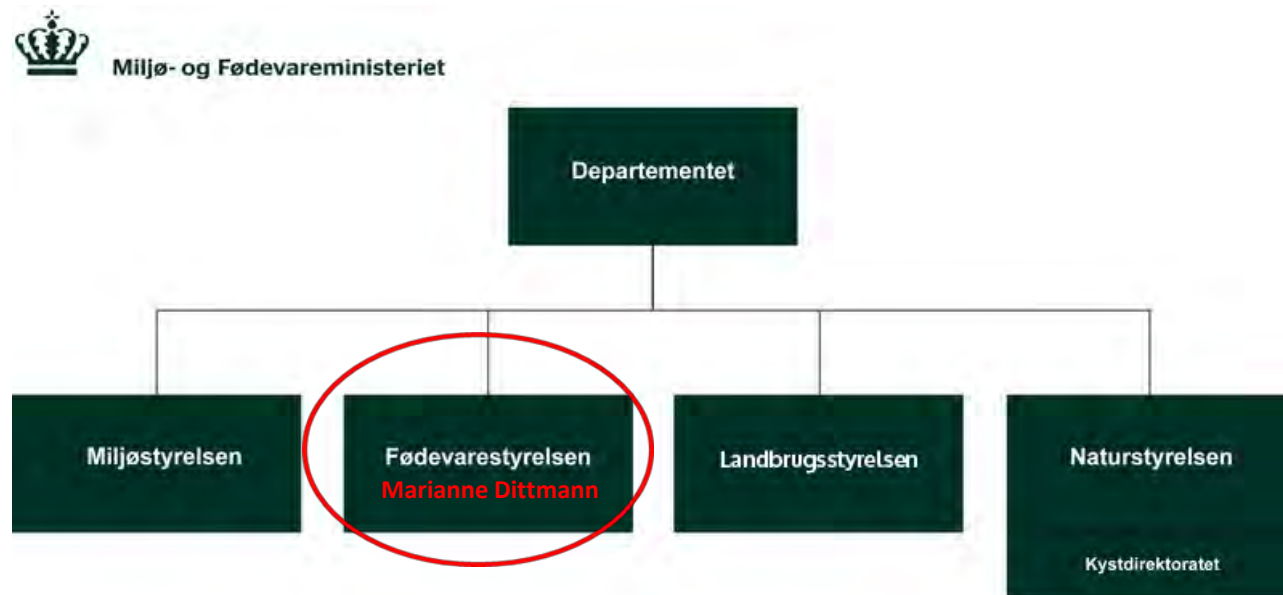 Miljø- og Fødevareministeriet
Departementet
Miljøstyrelsen
Fødevarestyrelsen
Marianne Dittmann
Landbrugsstyrelsen
Naturstyrelsen
Kystdirektoratet